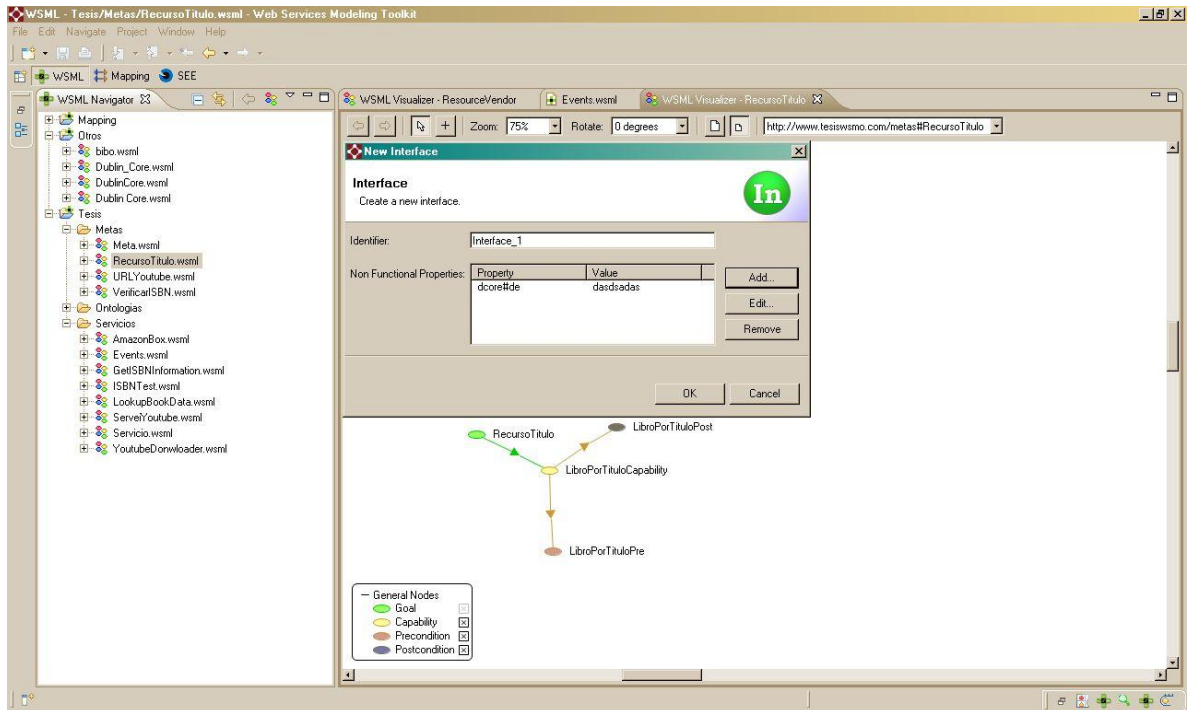 WSML - Tesis/Metas/RecursoTitulo.wsml - Web Services Modeling Toolkit
File Edit Navigate Project Window Help
WSML Mapping SEE
WSML Navigator
WSML Visualizer - ResourceVendor Events.wsml WSML Visualizer - RecursoTitulo
Zoom: 75% Rotate: 0 degrees http://www.tesiswsmo.com/metas#RecursoTitulo
Mapping
Otros
bibo.wsml
Dublin_Core.wsml
DublinCore.wsml
Dublin Core.wsml
Tesis
Metas
Meta.wsml
RecursoTitulo.wsml
URLYoutube.wsml
VerificarISBN.wsml
Ontologias
Servicios
AmazonBox.wsml
Events.wsml
GetISBNInformation.wsml
ISBNTest.wsml
LookupBookData.wsml
ServeiYoutube.wsml
Servicio.wsml
YoutubeDonwloader.wsml
New Interface
Interface
Create a new interface.
In
Identifier: Interface_1
Non Functional Properties: Property Value
dcore#de dasdsadas
Add...
Edit...
Remove
OK Cancel
RecursoTitulo
LibroPorTituloPost
LibroPorTituloCapability
LibroPorTituloPre
General Nodes
Goal
Capability
Precondition
Postcondition